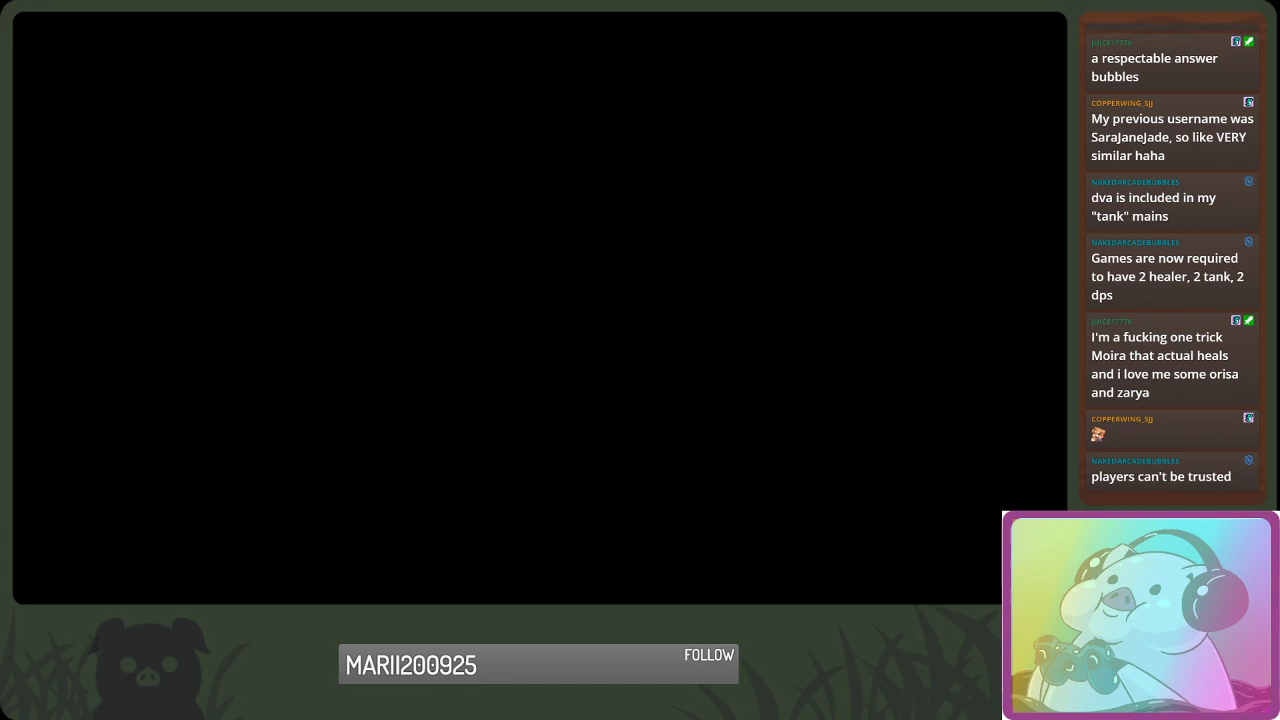 JUICE17776
a respectable answer
bubbles
COPPERWING_SJJ
My previous username was
SaraJaneJade, so like VERY
similar haha
NAKEDARCADEBUBBLES
dva is included in my
"tank" mains
NAKEDARCADEBUBBLES
Games are now required
to have 2 healer, 2 tank, 2
dps
JUICE17776
I'm a fucking one trick
Moira that actual heals
and i love me some orisa
and zarya
COPPERWING_SJJ
NAKEDARCADEBUBBLES
players can't be trusted
MARII200925
FOLLOW